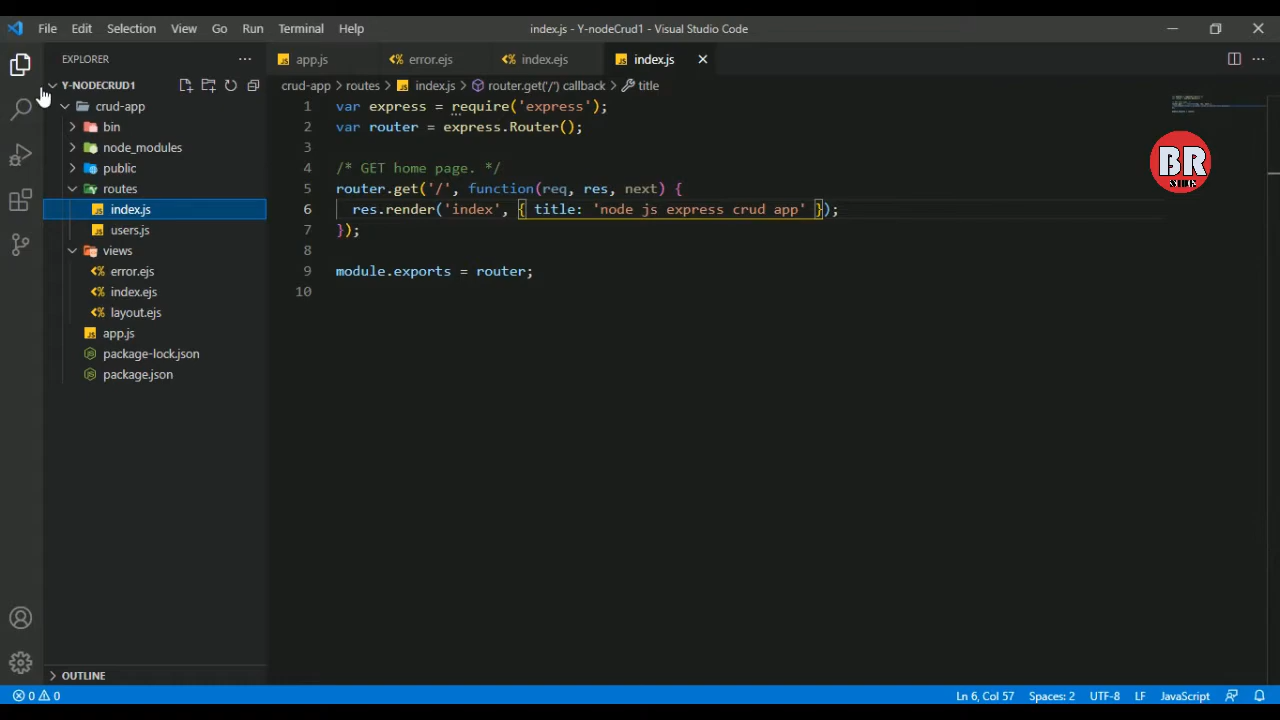 File Edit Selection View Go Run Terminal Help
index.js - Y-nodeCrud1 - Visual Studio Code
EXPLORER
Y-NODECRUD1
crud-app
bin
node_modules
public
routes
index.js
users.js
views
error.ejs
index.ejs
layout.ejs
app.js
package-lock.json
package.json
OUTLINE
app.js error.ejs index.ejs index.js
crud-app > routes > index.js > router.get('/') callback > title
1 var express = require('express');
2 var router = express.Router();
3
4 /* GET home page. */
5 router.get('/', function(req, res, next) {
6 res.render('index', { title: 'node js express crud app' });
7 });
8
9 module.exports = router;
10
BR
0 0 Ln 6, Col 57 Spaces: 2 UTF-8 LF JavaScript